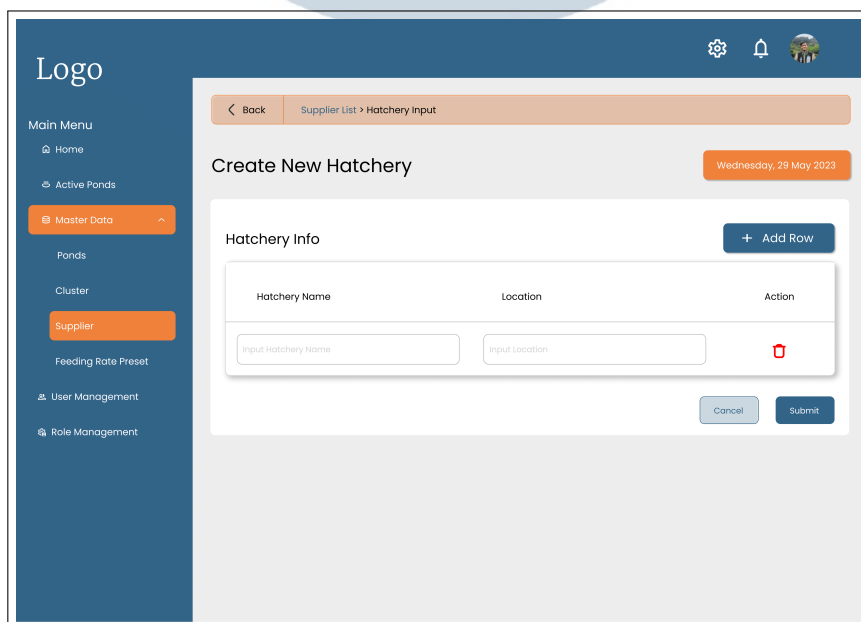 Logo
Main Menu
Home
Active Ponds
Master Data
Ponds
Cluster
Supplier
Feeding Rate Preset
User Management
Role Management
Back
Supplier List > Hatchery Input
Create New Hatchery
Wednesday, 29 May 2023
Hatchery Info
+ Add Row
Hatchery Name Location Action
Input Hatchery Name Input Location
Cancel Submit